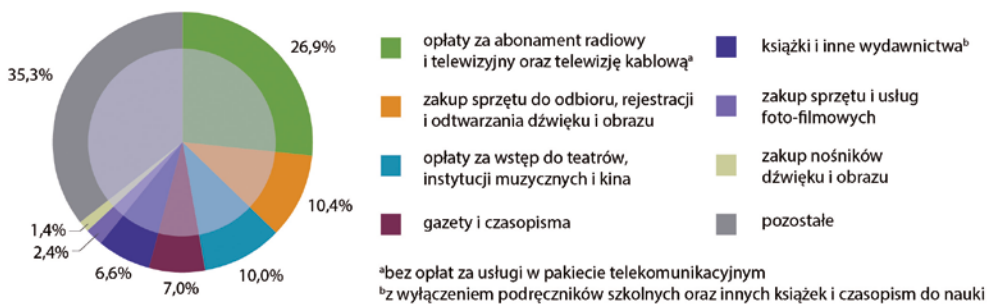 26,9%
10,4%
10,0%
7,0%
6,6%
2,4%
1,4%
35,3%
opłaty za abonament radiowy
i telewizyjny oraz telewizję kablowąᵃ
zakup sprzętu do odbioru, rejestracji
i odtwarzania dźwięku i obrazu
opłaty za wstęp do teatrów,
instytucji muzycznych i kina
gazety i czasopisma
książki i inne wydawnictwaᵇ
zakup sprzętu i usług
foto-filmowych
zakup nośników
dźwięku i obrazu
pozostałe
ᵃbez opłat za usługi w pakiecie telekomunikacyjnym
ᵇz wyłączeniem podręczników szkolnych oraz innych książek i czasopism do nauki